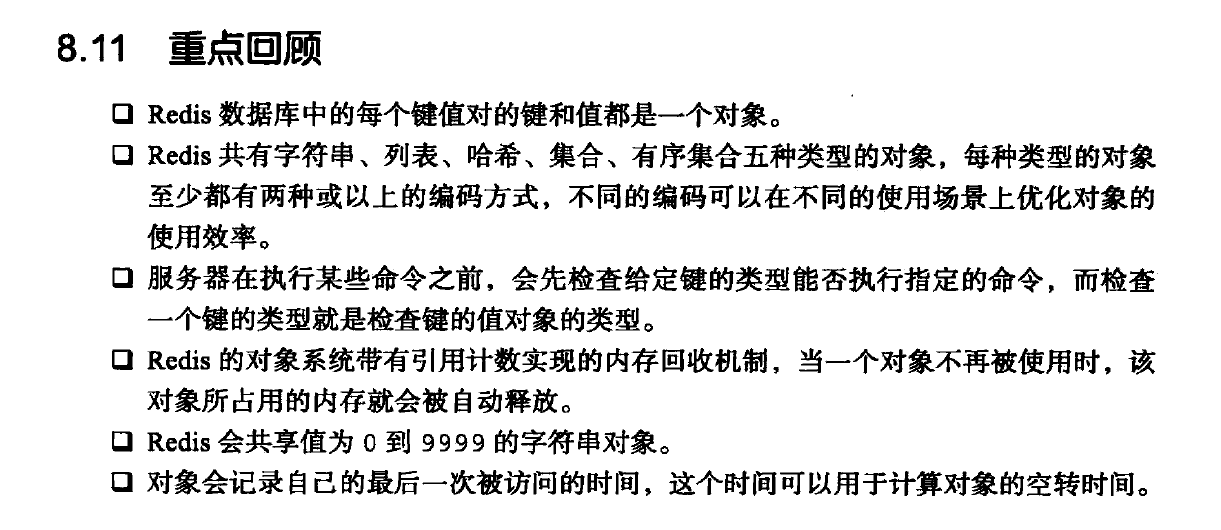 8.11 重点回顾
❑ Redis 数据库中的每个键值对的键和值都是一个对象。
❑ Redis 共有字符串、列表、哈希、集合、有序集合五种类型的对象，每种类型的对象
至少都有两种或以上的编码方式，不同的编码可以在不同的使用场景上优化对象的
使用效率。
❑ 服务器在执行某些命令之前，会先检查给定键的类型能否执行指定的命令，而检查
一个键的类型就是检查键的值对象的类型。
❑ Redis 的对象系统带有引用计数实现的内存回收机制，当一个对象不再被使用时，该
对象所占用的内存就会被自动释放。
❑ Redis 会共享值为 0 到 9999 的字符串对象。
❑ 对象会记录自己的最后一次被访问的时间，这个时间可以用于计算对象的空转时间。